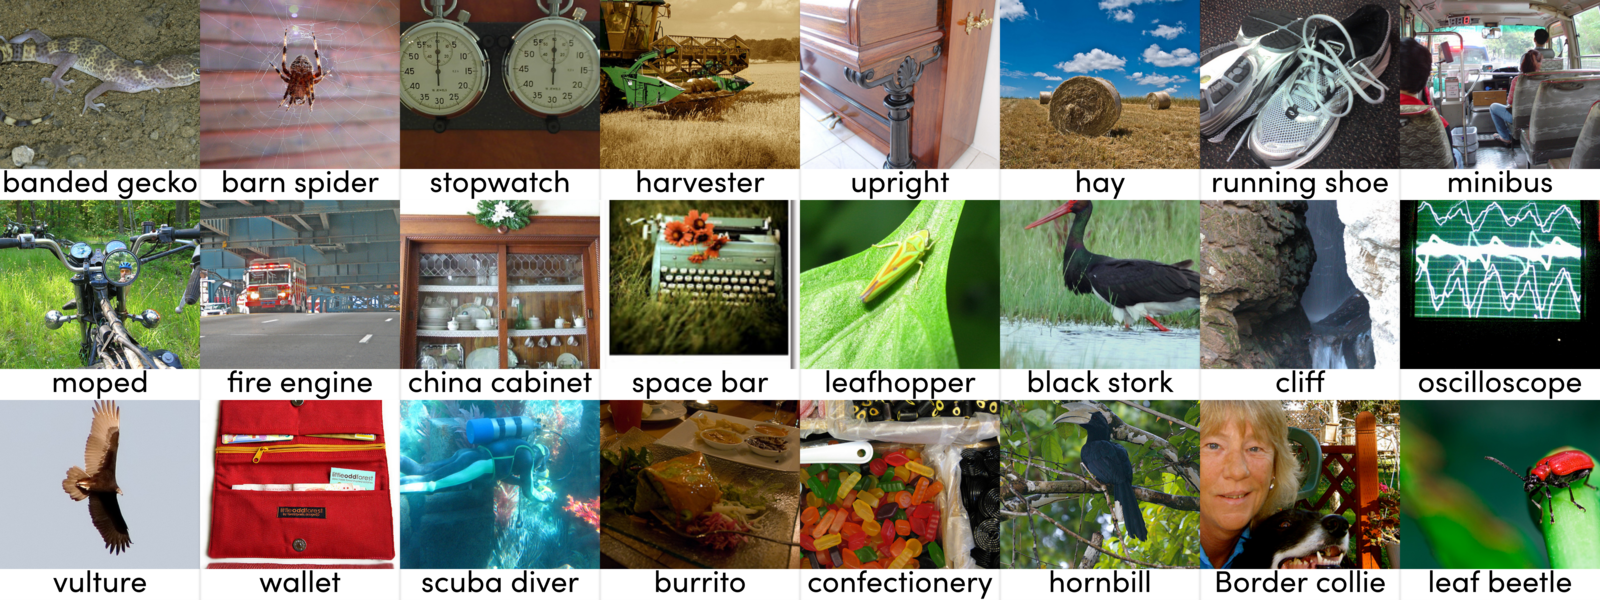 banded gecko
barn spider
stopwatch
harvester
upright
hay
running shoe
minibus
moped
fire engine
china cabinet
space bar
leafhopper
black stork
cliff
oscilloscope
littleoddforest
vulture
wallet
scuba diver
burrito
confectionery
hornbill
Border collie
leaf beetle